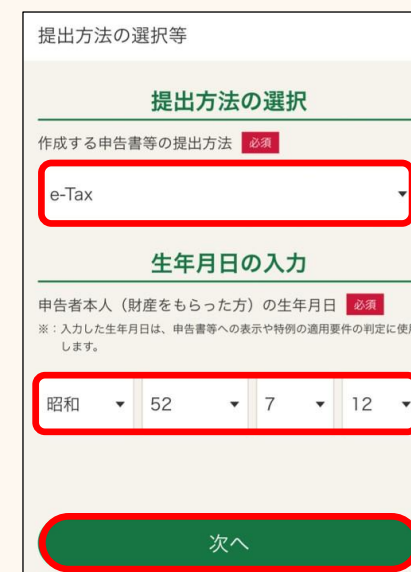 提出方法の選択等
提出方法の選択
作成する申告書等の提出方法 必須
e-Tax
生年月日の入力
申告者本人（財産をもらった方）の生年月日 必須
※：入力した生年月日は、申告書等への表示や特例の適用要件の判定に使用
します。
昭和 52 7 12
次へ